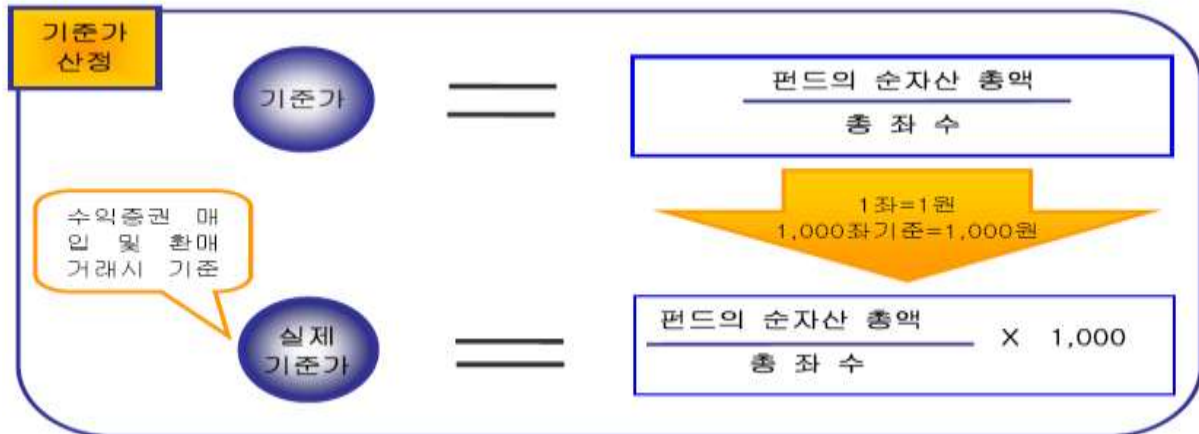 기준가
산정
기준가
펀드의 순자산 총액
총 좌 수
1좌=1원
1,000좌기준=1,000원
수익증권 매
입 및 환매
거래시 기준
실제
기준가
펀드의 순자산 총액
총 좌 수
X 1,000